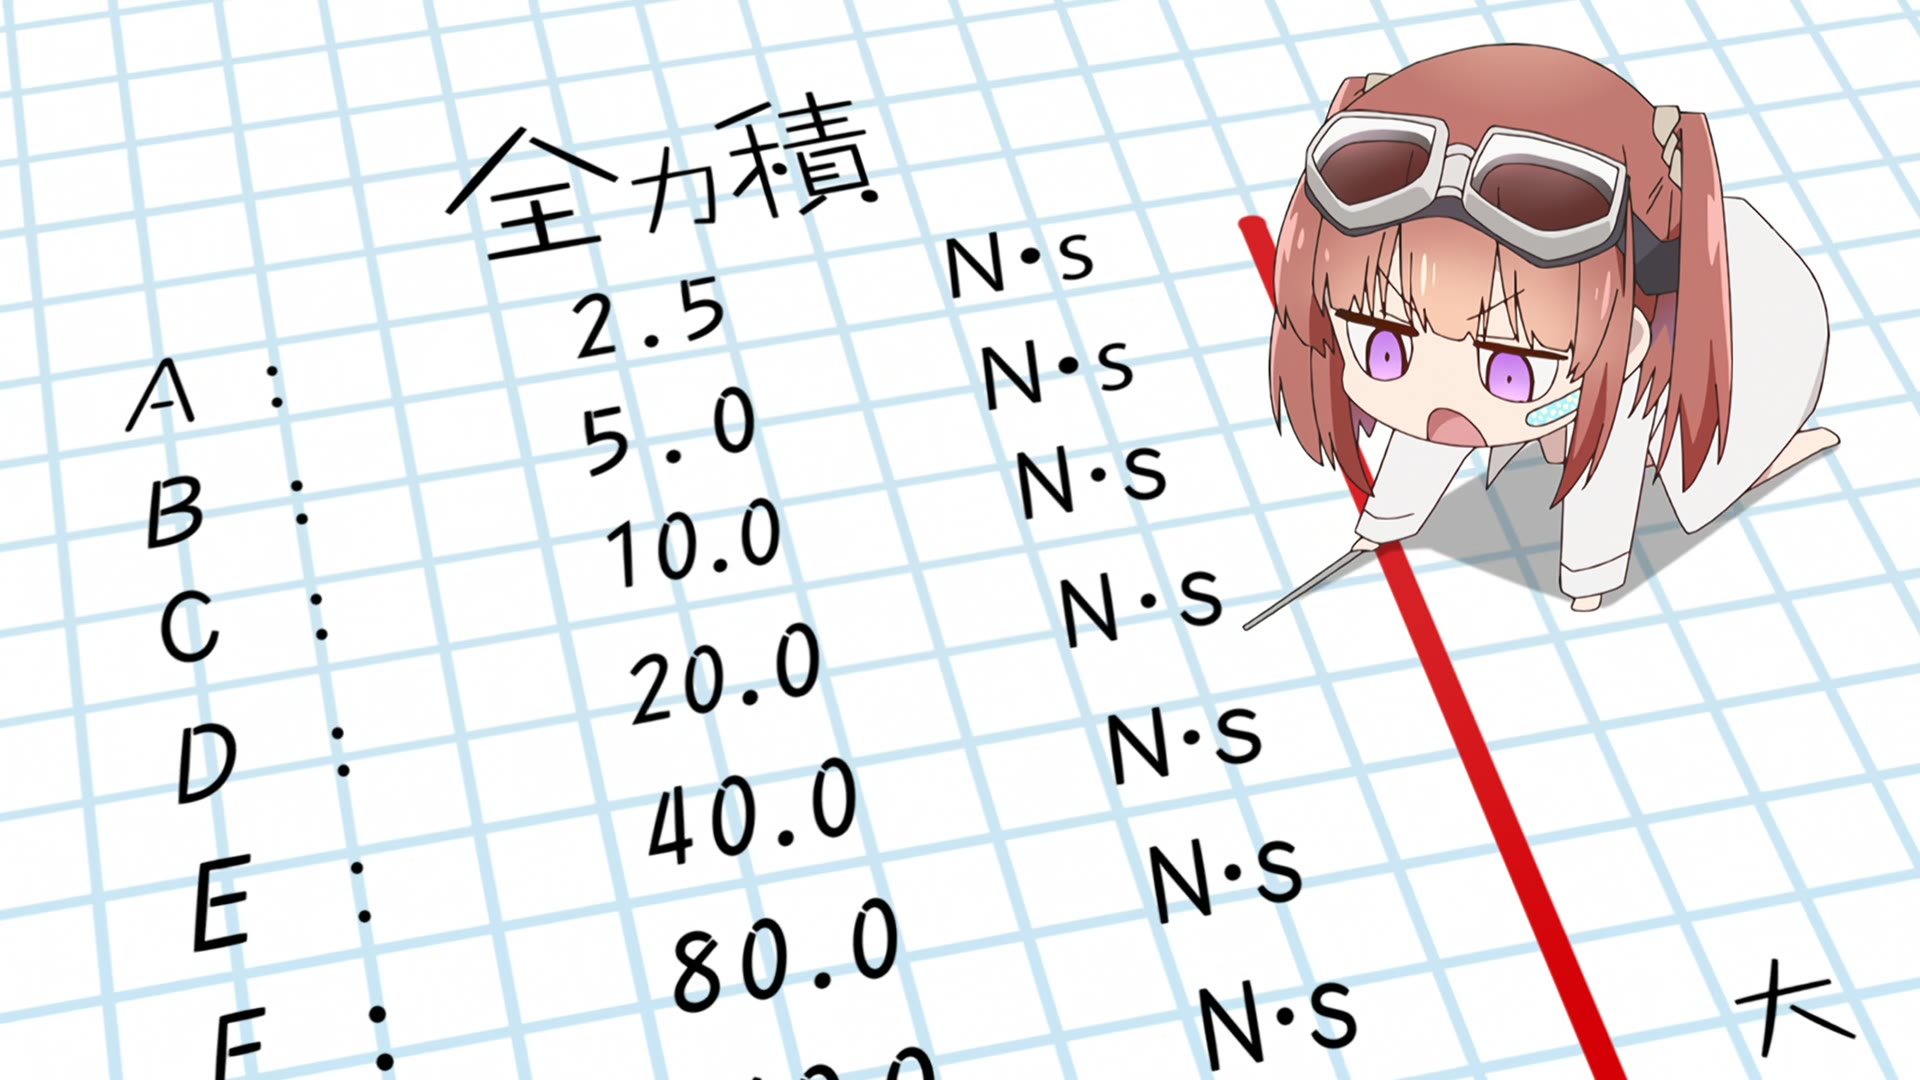 全力積
A : 2.5 N·s
B : 5.0 N·s
C : 10.0 N·s
D : 20.0 N·s
E : 40.0 N·s
F : 80.0 N·s
N·s
大